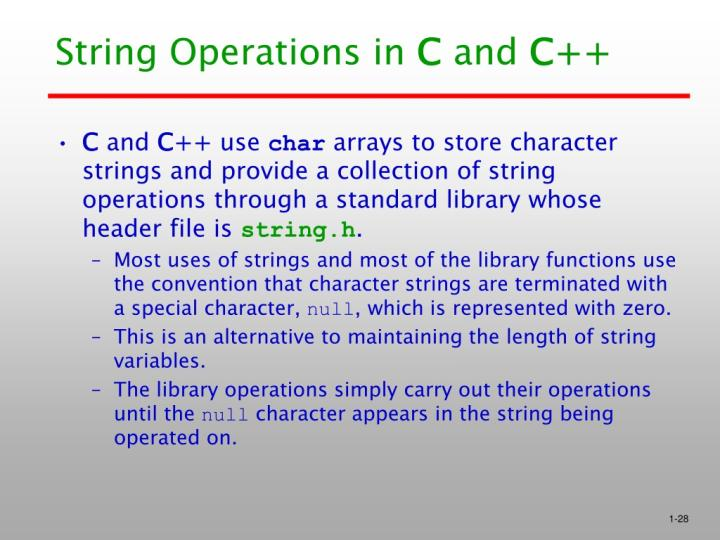 String Operations in C and C++
• C and C++ use char arrays to store character
strings and provide a collection of string
operations through a standard library whose
header file is string.h.
– Most uses of strings and most of the library functions use
the convention that character strings are terminated with
a special character, null, which is represented with zero.
– This is an alternative to maintaining the length of string
variables.
– The library operations simply carry out their operations
until the null character appears in the string being
operated on.
1-28